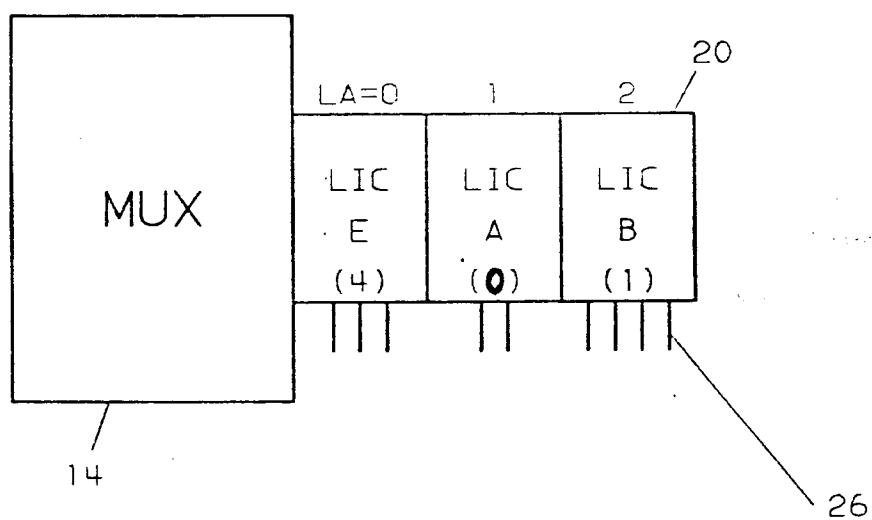 20
LA=0 1 2
MUX
LIC LIC LIC
E A B
(4) (0) (1)
14
26